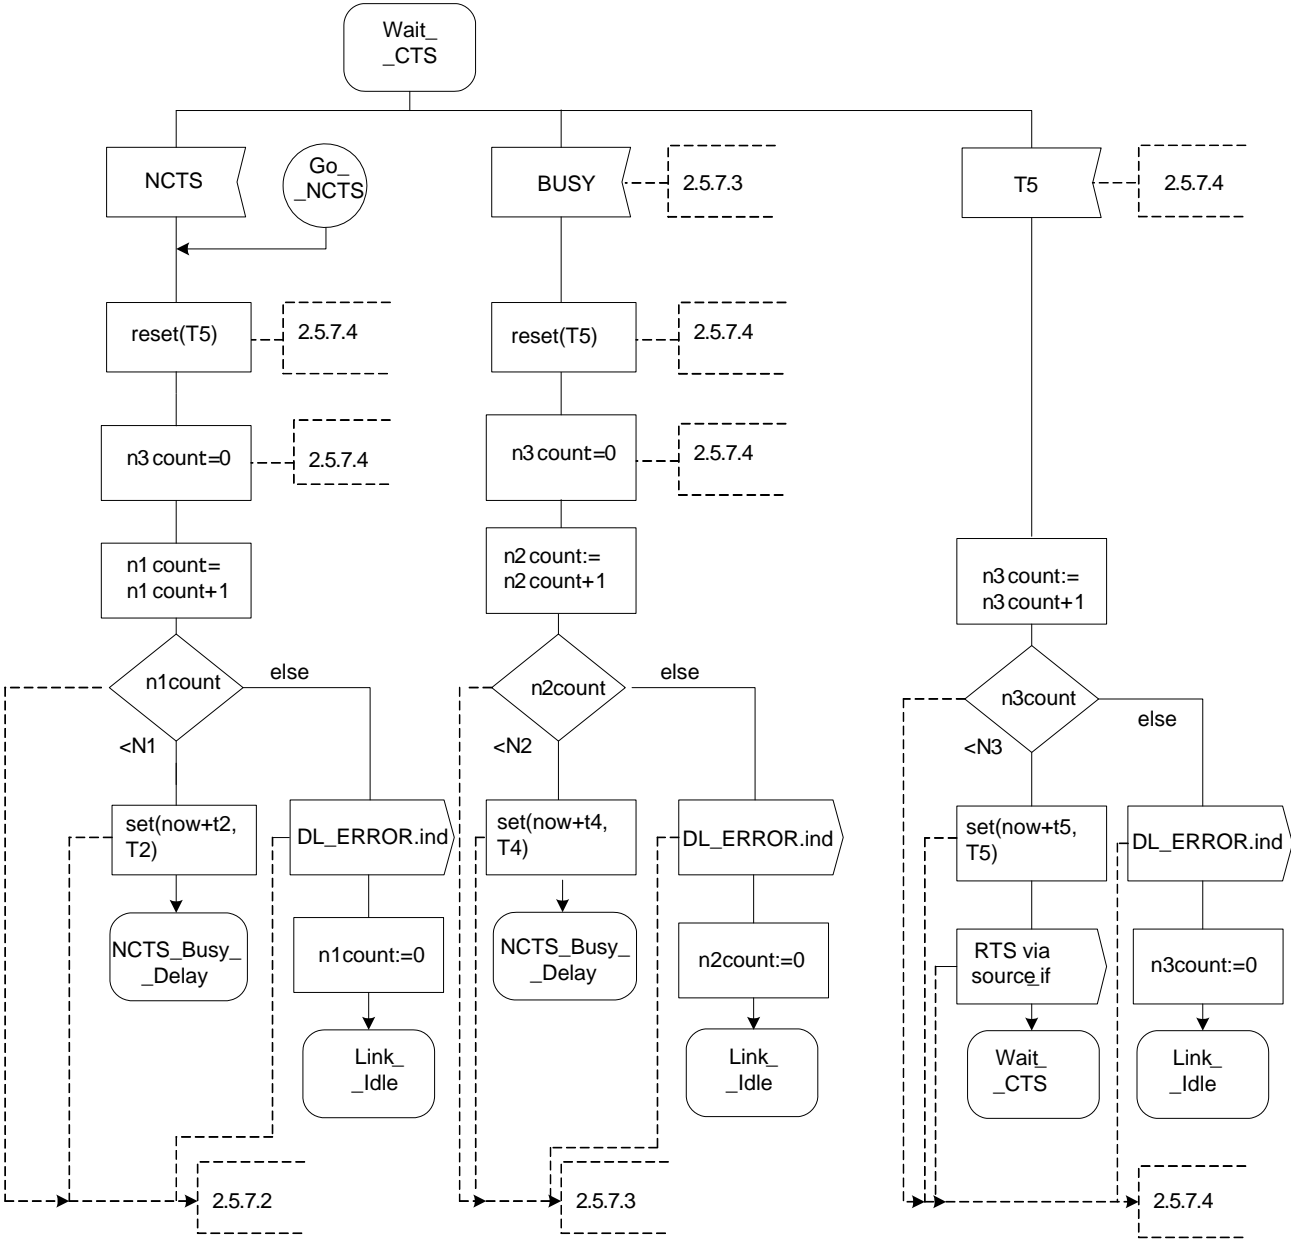 Wait_
_CTS
NCTS
Go_
_NCTS
BUSY
2.5.7.3
T5
2.5.7.4
reset(T5)
2.5.7.4
reset(T5)
2.5.7.4
n3 count:=0
2.5.7.4
n3 count:=0
2.5.7.4
n1 count:=
n1 count+1
n2 count:=
n2 count+1
n3 count:=
n3 count+1
n1count
else
<N1
n2count
else
<N2
n3count
else
<N3
set(now+t2,
T2)
DL_ERROR.ind
set(now+t4,
T4)
DL_ERROR.ind
set(now+t5,
T5)
DL_ERROR.ind
NCTS_Busy_
_Delay
n1count:=0
NCTS_Busy_
_Delay
n2count:=0
RTS via
source_if
n3count:=0
Link_
_Idle
Link_
_Idle
Wait_
_CTS
Link_
_Idle
2.5.7.2
2.5.7.3
2.5.7.4